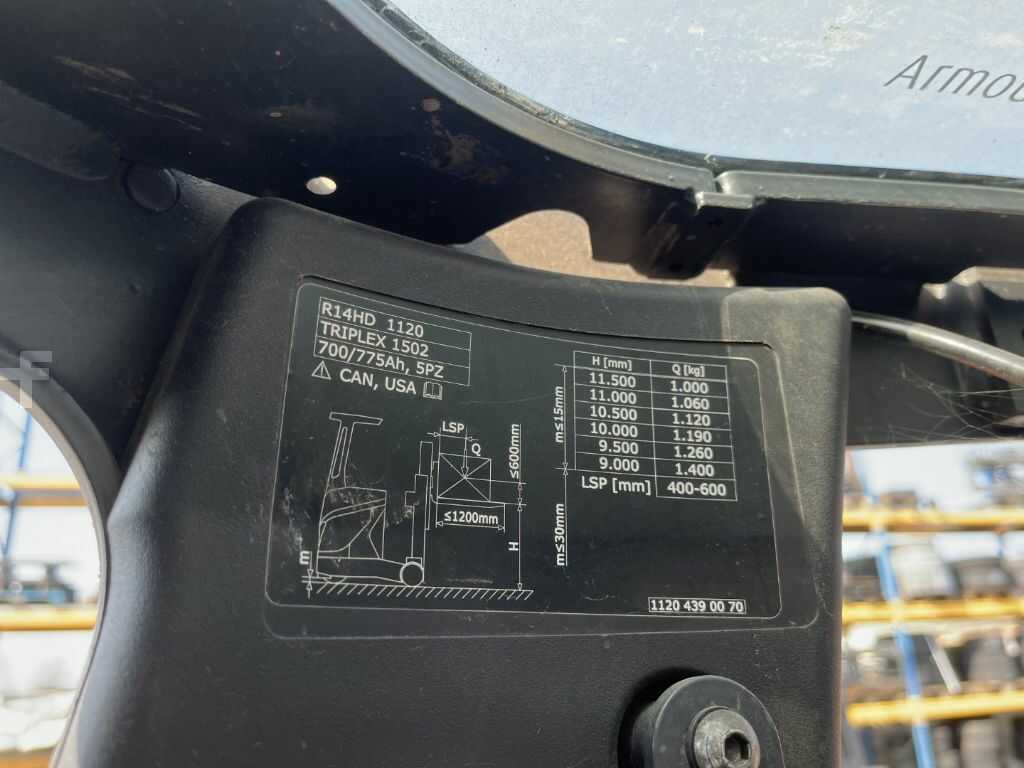 R14HD 1120
TRIPLEX 1502
700/775Ah, 5PZ
CAN, USA
LSP
Q
≤600mm
≤1200mm
H
m
m≤15mm
m≤30mm
H [mm] Q [kg]
11.500 1.000
11.000 1.060
10.500 1.120
10.000 1.190
9.500 1.260
9.000 1.400
LSP [mm] 400-600
1120 439 00 70
f